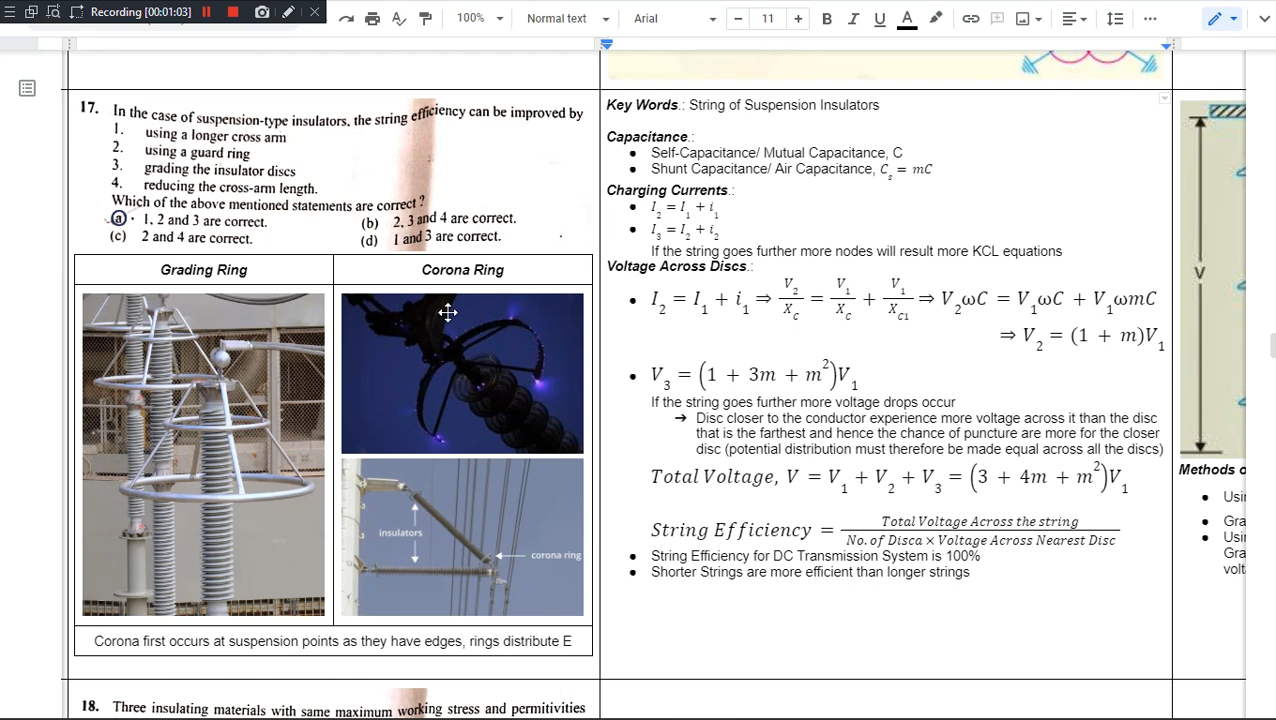 Recording [00:01:03]
100% Normal text Arial 11 B I U A
17. In the case of suspension-type insulators, the string efficiency can be improved by
1. using a longer cross arm
2. using a guard ring
3. grading the insulator discs
4. reducing the cross-arm length.
Which of the above mentioned statements are correct ?
(a) 1, 2 and 3 are correct. (b) 2, 3 and 4 are correct.
(c) 2 and 4 are correct. (d) 1 and 3 are correct.
Grading Ring Corona Ring
insulators
corona ring
Corona first occurs at suspension points as they have edges, rings distribute E
18. Three insulating materials with same maximum working stress and permitivities
Key Words.: String of Suspension Insulators
Capacitance.:
● Self-Capacitance/ Mutual Capacitance, C
● Shunt Capacitance/ Air Capacitance, C_s = mC
Charging Currents.:
● I_2 = I_1 + i_1
● I_3 = I_2 + i_2
If the string goes further more nodes will result more KCL equations
Voltage Across Discs.:
● I_2 = I_1 + i_1 ⇒ V_2/X_C = V_1/X_C + V_1/X_C1 ⇒ V_2ωC = V_1ωC + V_1ωmC
⇒ V_2 = (1 + m)V_1
● V_3 = (1 + 3m + m²)V_1
If the string goes further more voltage drops occur
➔ Disc closer to the conductor experience more voltage across it than the disc
that is the farthest and hence the chance of puncture are more for the closer
disc (potential distribution must therefore be made equal across all the discs)
Total Voltage, V = V_1 + V_2 + V_3 = (3 + 4m + m²)V_1
String Efficiency = Total Voltage Across the string / No. of Disca × Voltage Across Nearest Disc
● String Efficiency for DC Transmission System is 100%
● Shorter Strings are more efficient than longer strings
V
Methods o
● Usi
● Gra
● Usi
Gra
volt